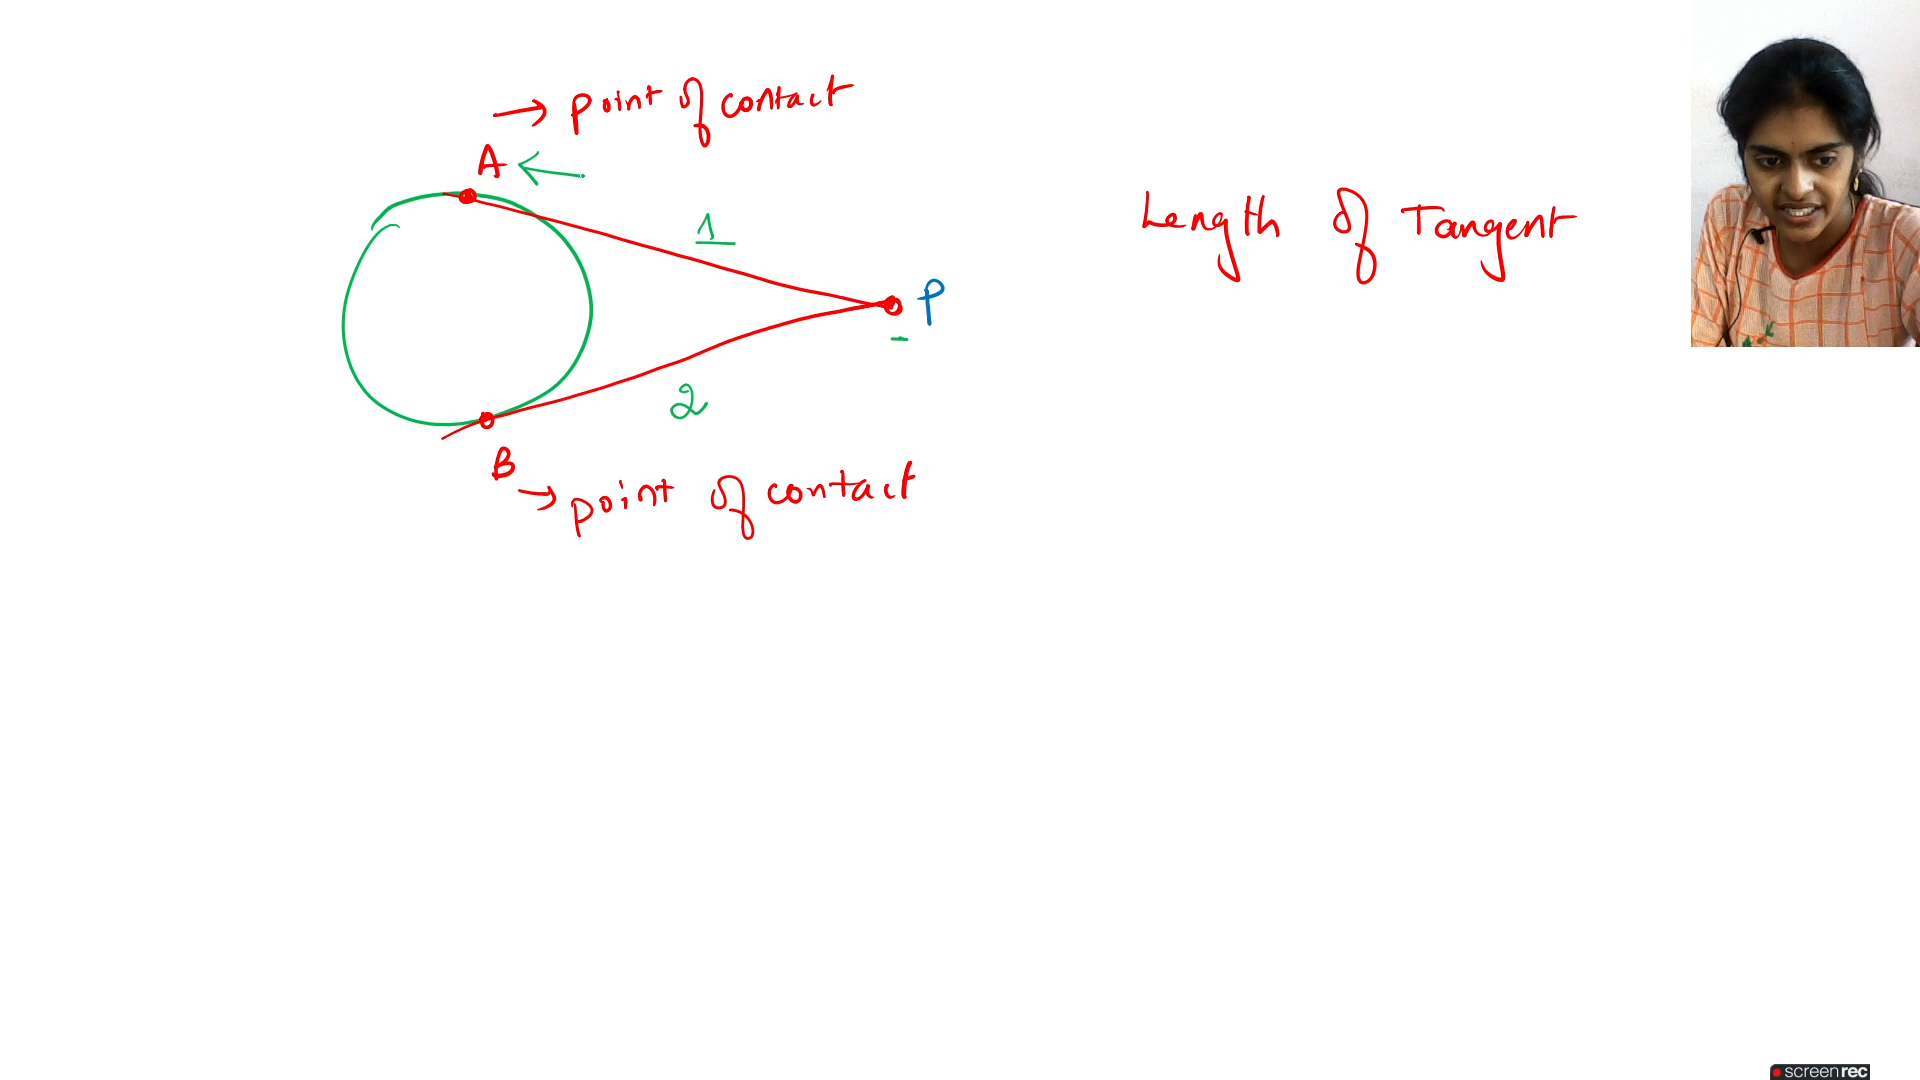 → point of contact
A ←
1
Length of Tangent
P
2
B
→ point of contact
screenrec